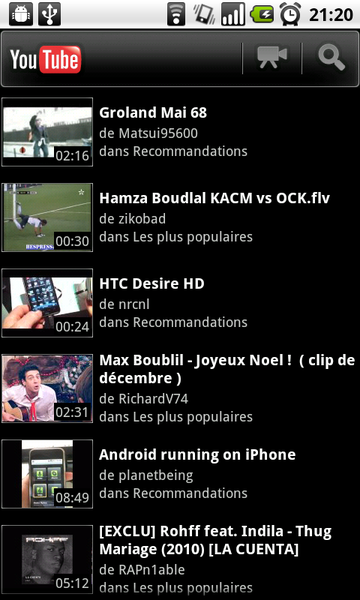 21:20
YouTube
Groland Mai 68
de Matsui95600
02:16
dans Recommandations
Hamza Boudlal KACM vs OCK.flv
de zikobad
00:30
dans Les plus populaires
HTC Desire HD
de nrcnl
00:24
dans Recommandations
Max Boublil - Joyeux Noel ! ( clip de
décembre )
de RichardV74
02:31
dans Les plus populaires
Android running on iPhone
de planetbeing
08:49
dans Recommandations
[EXCLU] Rohff feat. Indila - Thug
Mariage (2010) [LA CUENTA]
ROHFF
de RAPn1able
05:12
dans Les plus populaires